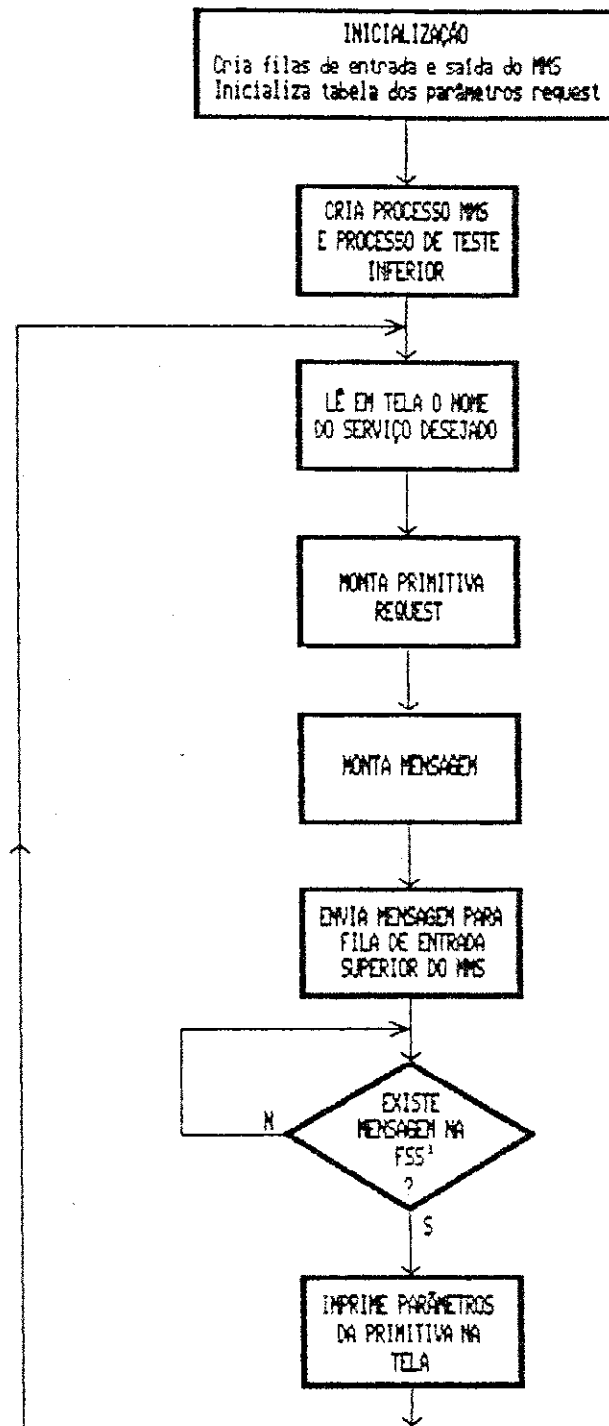 INICIALIZAÇÃO
Cria filas de entrada e saída do MMS
Inicializa tabela dos parâmetros request
CRIA PROCESSO MMS
E PROCESSO DE TESTE
INFERIOR
LÊ EM TELA O NOME
DO SERVIÇO DESEJADO
MONTA PRIMITIVA
REQUEST
MONTA MENSAGEM
ENVIA MENSAGEM PARA
FILA DE ENTRADA
SUPERIOR DO MMS
EXISTE
MENSAGEM NA
FSS¹
?
N
S
IMPRIME PARÂMETROS
DA PRIMITIVA NA
TELA